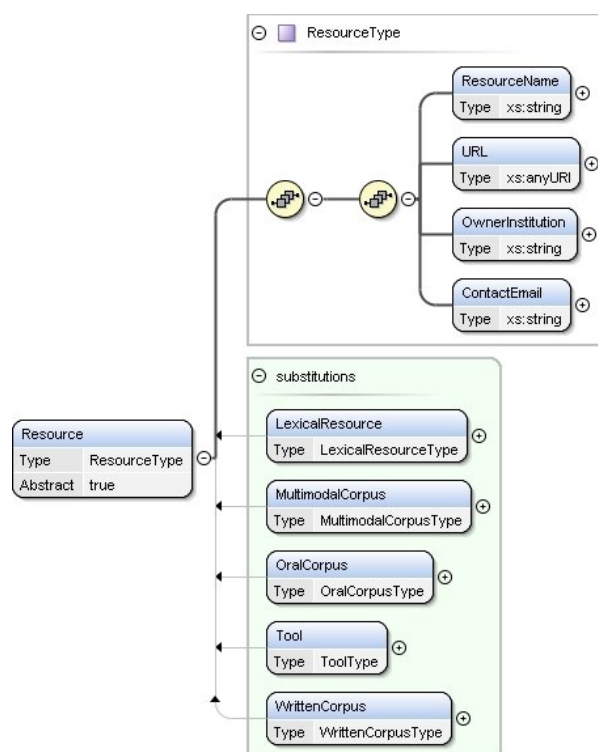 ResourceType
ResourceName
Type xs:string
URL
Type xs:anyURI
OwnerInstitution
Type xs:string
ContactEmail
Type xs:string
substitutions
LexicalResource
Type LexicalResourceType
Resource
Type ResourceType
Abstract true
MultimodalCorpus
Type MultimodalCorpusType
OralCorpus
Type OralCorpusType
Tool
Type ToolType
WrittenCorpus
Type WrittenCorpusType